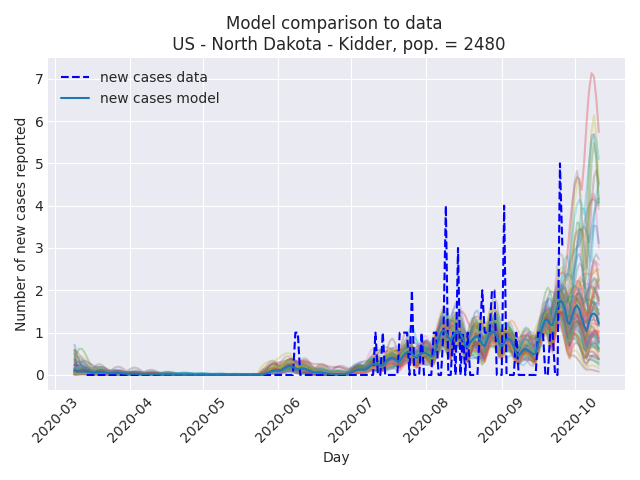 Model comparison to data
US - North Dakota - Kidder, pop. = 2480
new cases data
new cases model
Number of new cases reported
7
6
5
4
3
2
1
0
2020-03
2020-04
2020-05
2020-06
2020-07
2020-08
2020-09
2020-10
Day